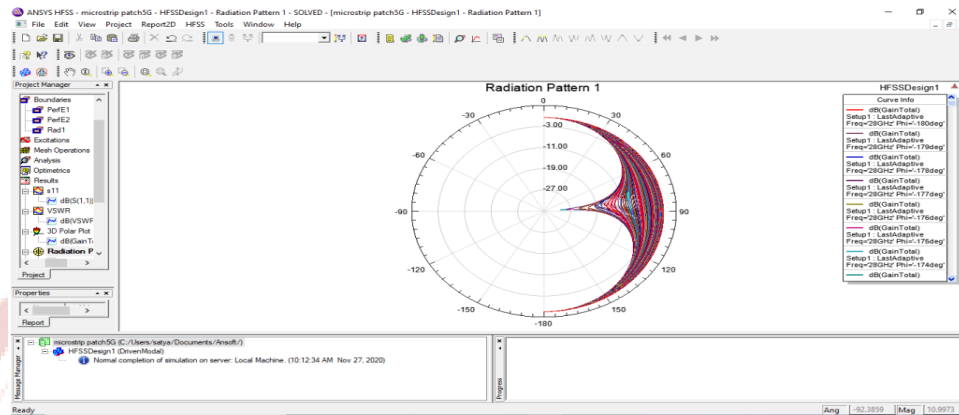 ANSYS HFSS - microstrip patch5G - HFSSDesign1 - Radiation Pattern 1 - SOLVED - [microstrip patch5G - HFSSDesign1 - Radiation Pattern 1]
File Edit View Project Report2D HFSS Tools Window Help
Project Manager
Boundaries
PerfE1
PerfE2
Rad1
Excitations
Mesh Operations
Analysis
Optimetrics
Results
s11
dB(S(1,1))
VSWR
dB(VSWR
3D Polar Plot
dB(GainT
Radiation P
Project
Properties
Report
Radiation Pattern 1
0
-30
30
-3.00
-11.00
-60
60
-19.00
-27.00
-90
90
-120
120
-150
150
-180
HFSSDesign1
Curve Info
dB(GainTotal)
Setup1 : LastAdaptive
Freq='28GHz' Phi='-180deg'
dB(GainTotal)
Setup1 : LastAdaptive
Freq='28GHz' Phi='-179deg'
dB(GainTotal)
Setup1 : LastAdaptive
Freq='28GHz' Phi='-178deg'
dB(GainTotal)
Setup1 : LastAdaptive
Freq='28GHz' Phi='-177deg'
dB(GainTotal)
Setup1 : LastAdaptive
Freq='28GHz' Phi='-176deg'
dB(GainTotal)
Setup1 : LastAdaptive
Freq='28GHz' Phi='-175deg'
dB(GainTotal)
Setup1 : LastAdaptive
Freq='28GHz' Phi='-174deg'
dB(GainTotal)
Message Manager
microstrip patch5G (C:/Users/satya/Documents/Ansoft/)
HFSSDesign1 (DrivenModal)
Normal completion of simulation on server: Local Machine. (10:12:34 AM Nov 27, 2020)
Progress
Ready
Ang -92.3859 Mag 10.9973